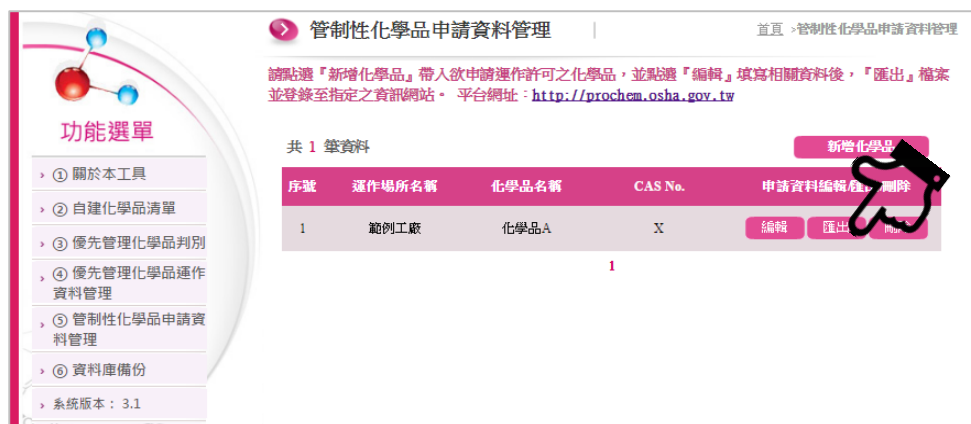 管制性化學品申請資料管理
首頁 >管制性化學品申請資料管理
請點選『新增化學品』帶入欲申請運作許可之化學品，並點選『編輯』填寫相關資料後，『匯出』檔案
並登錄至指定之資訊網站。 平台網址：http://prochem.osha.gov.tw
功能選單
› ① 關於本工具
› ② 自建化學品清單
› ③ 優先管理化學品判別
› ④ 優先管理化學品運作
資料管理
› ⑤ 管制性化學品申請資
料管理
› ⑥ 資料庫備份
› 系統版本： 3.1
共 1 筆資料
新增化學品
序號 運作場所名稱 化學品名稱 CAS No. 申請資料編輯/匯出/刪除
1 範例工廠 化學品A X 編輯 匯出 刪除
1